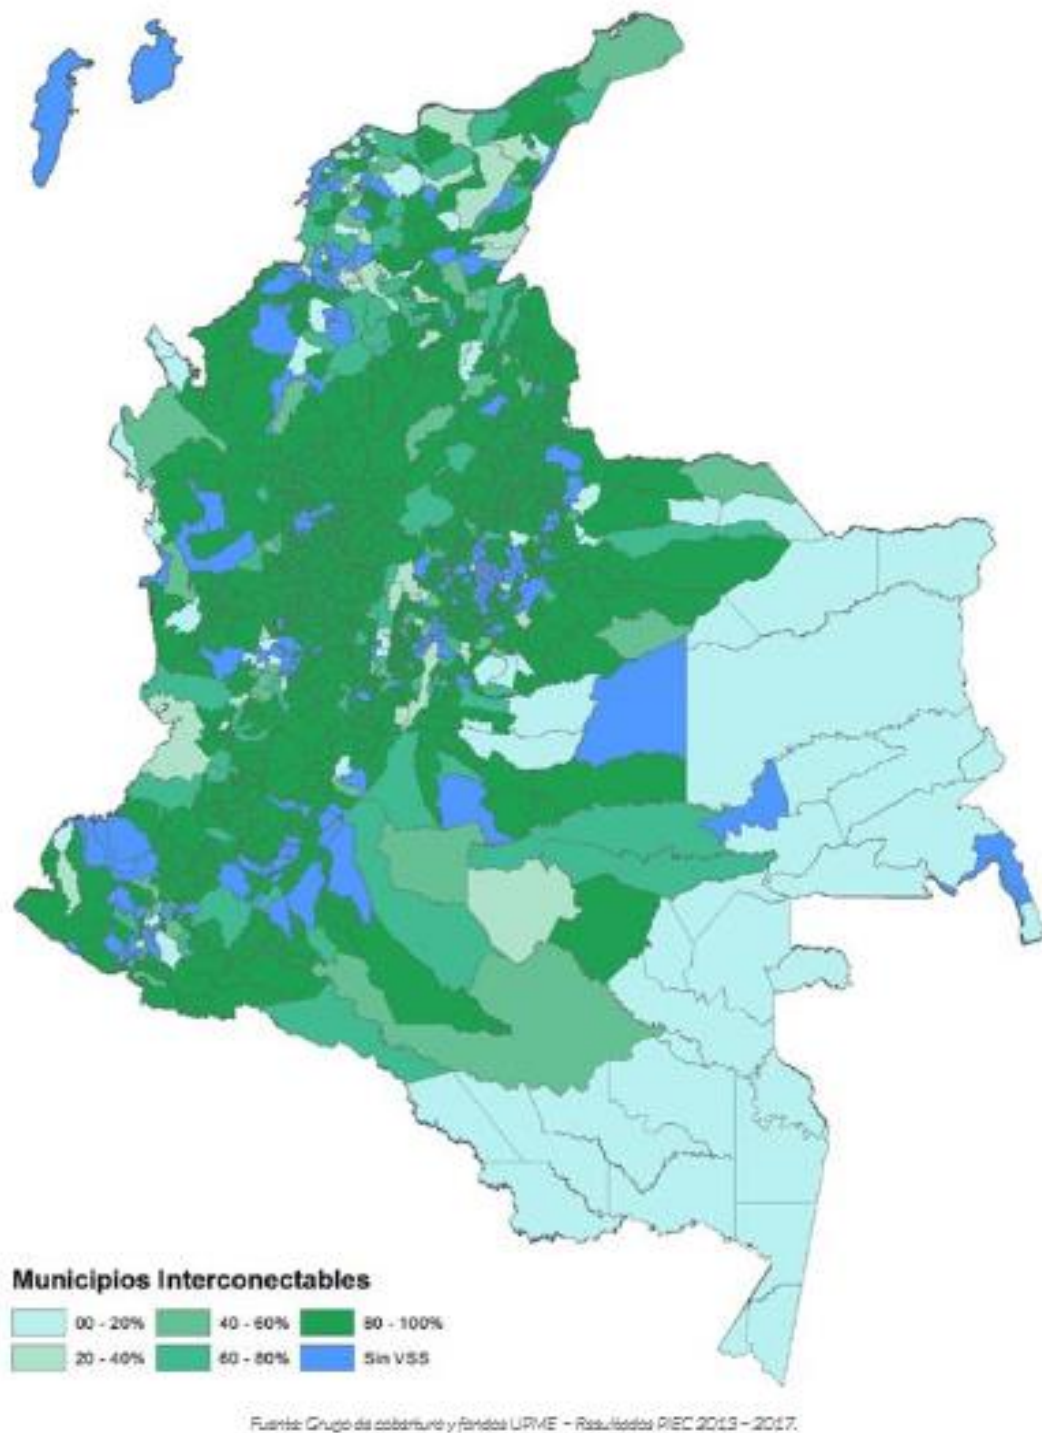 Municipios Interconectables
00 - 20% 40 - 60% 80 - 100%
20 - 40% 60 - 80% Sin VSS
Fuente: Grupo de cobertura y fondos UPME - Resultados PIEC 2013 - 2017.